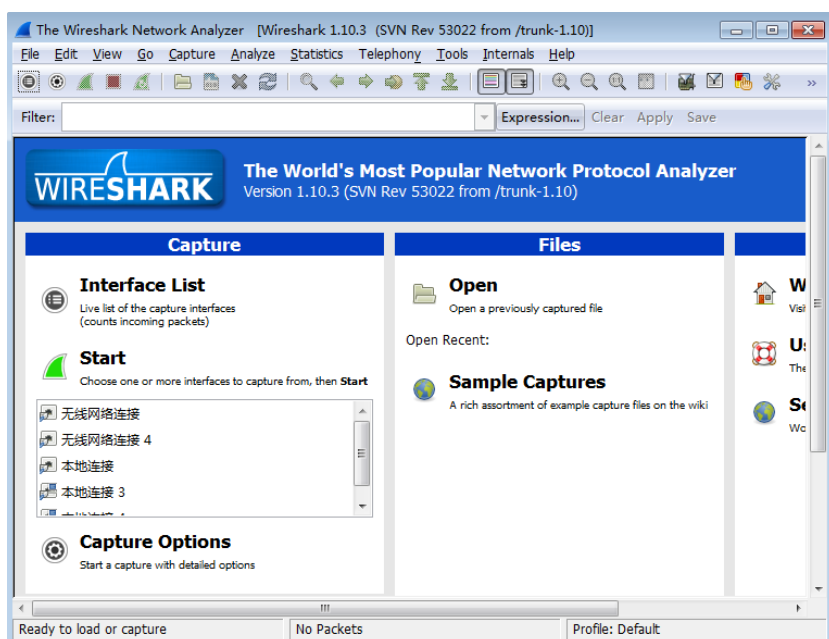 The Wireshark Network Analyzer [Wireshark 1.10.3 (SVN Rev 53022 from /trunk-1.10)]
File Edit View Go Capture Analyze Statistics Telephony Tools Internals Help
Filter: Expression... Clear Apply Save
WIRESHARK
The World's Most Popular Network Protocol Analyzer
Version 1.10.3 (SVN Rev 53022 from /trunk-1.10)
Capture
Interface List
Live list of the capture interfaces
(counts incoming packets)
Start
Choose one or more interfaces to capture from, then Start
无线网络连接
无线网络连接 4
本地连接
本地连接 3
Capture Options
Start a capture with detailed options
Files
Open
Open a previously captured file
Open Recent:
Sample Captures
A rich assortment of example capture files on the wiki
Ready to load or capture
No Packets
Profile: Default